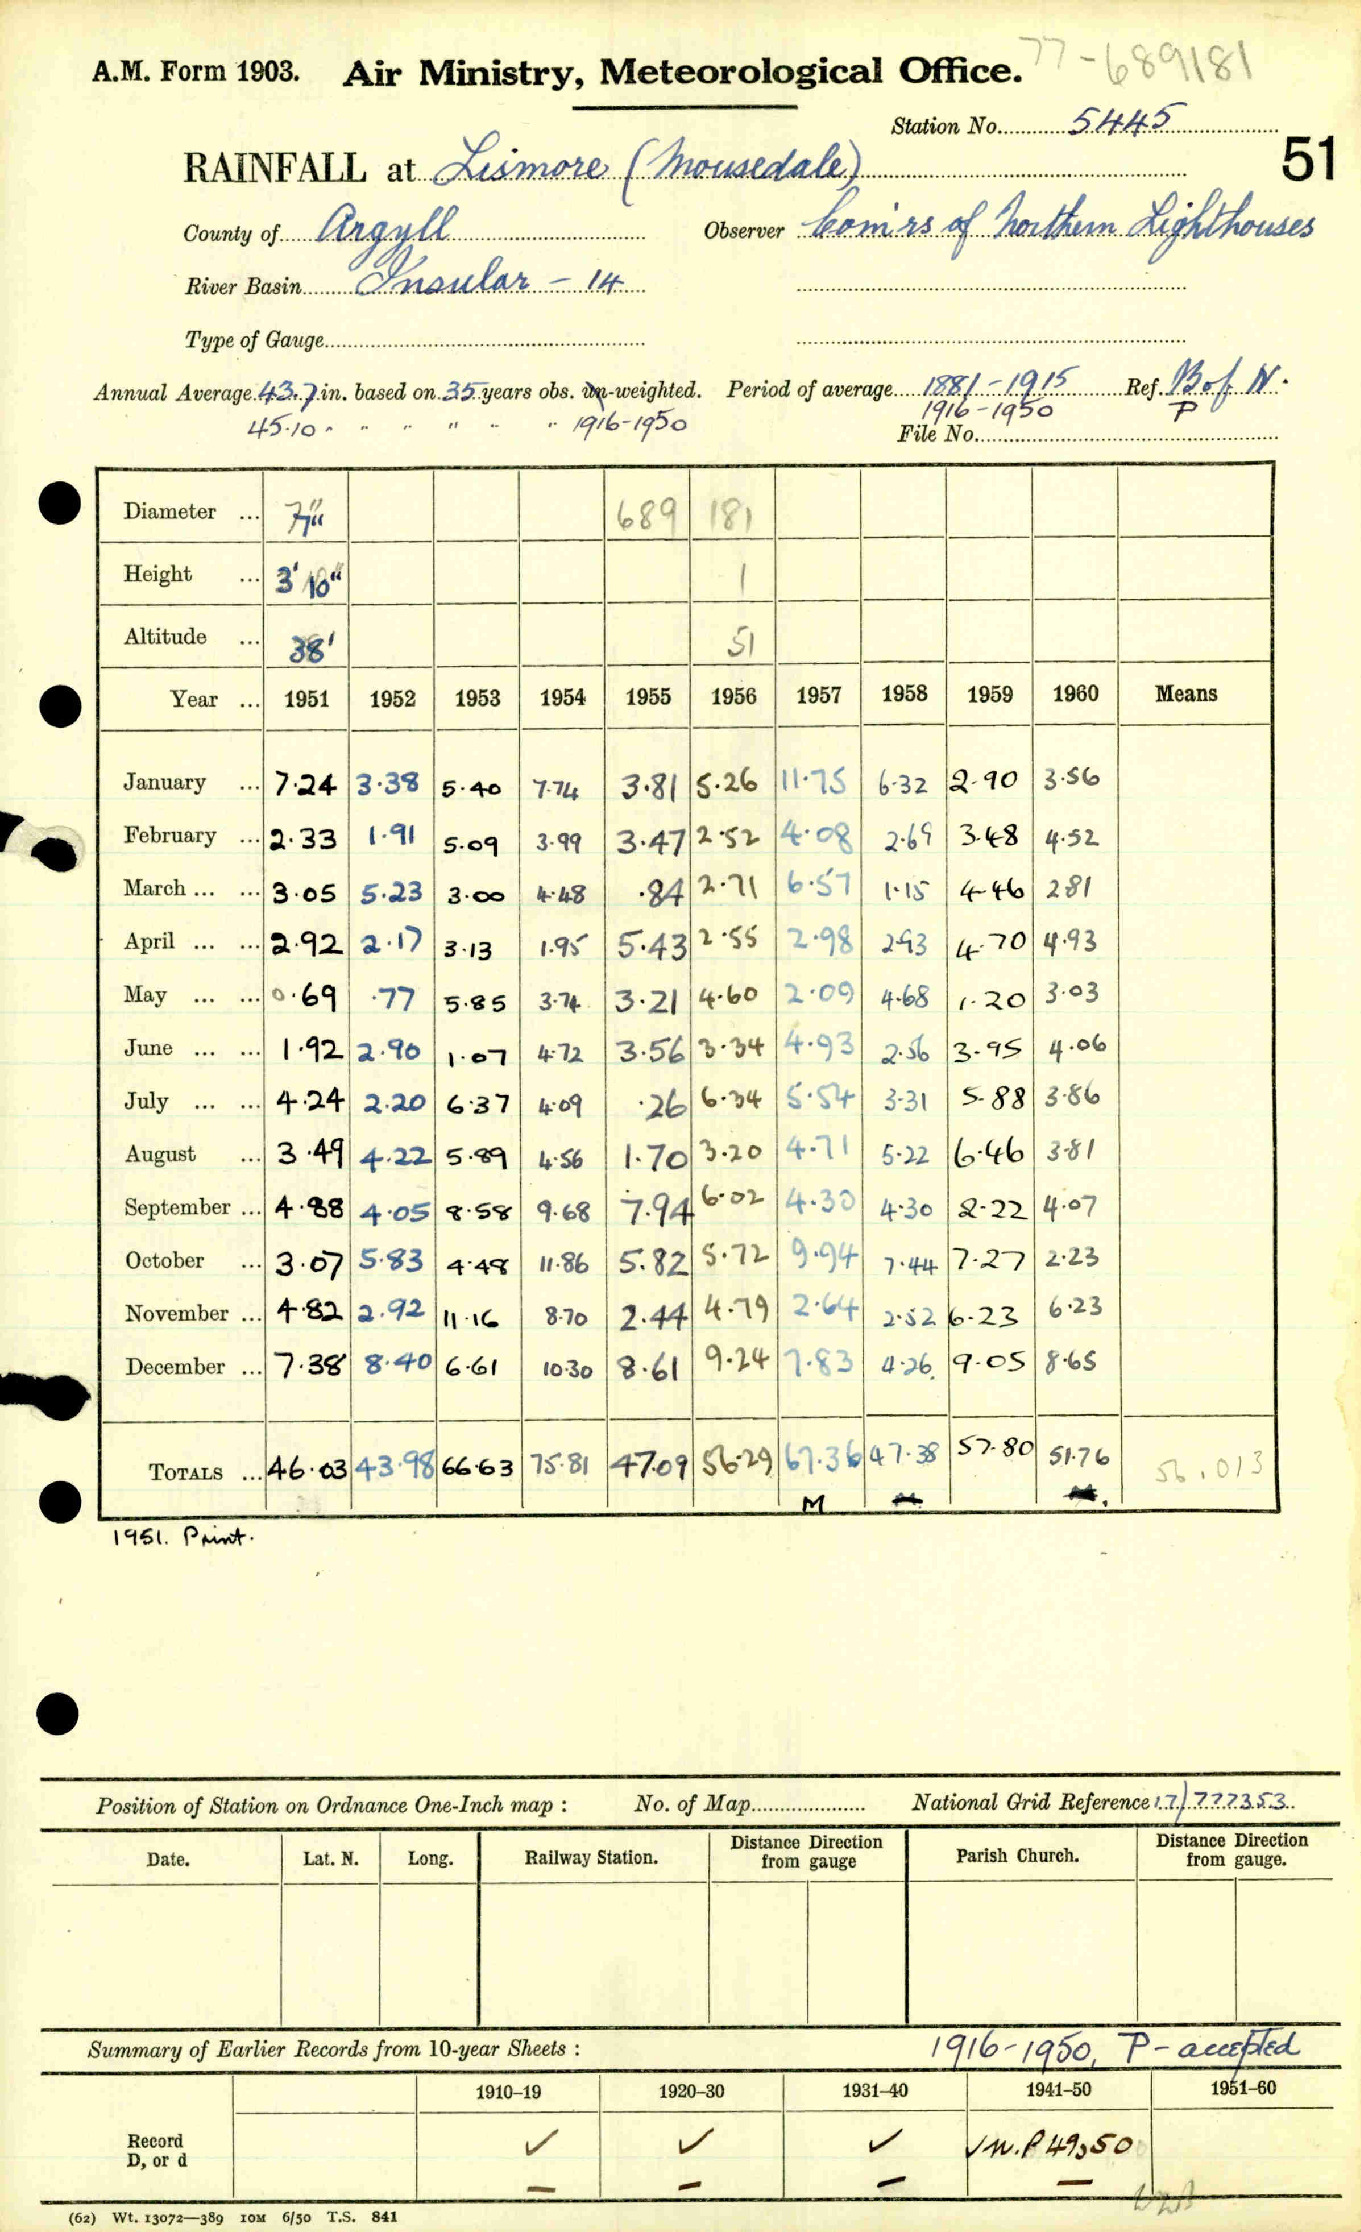 77-689181
A.M. Form 1903. Air Ministry, Meteorological Office.
Station No. 5445
51
RAINFALL at Lismore (Mousedale)
County of Argyll Observer Com'rs of Northern Lighthouses
River Basin Insular - 14
Type of Gauge
Annual Average 43.7 in. based on 35 years obs. un-weighted. Period of average 1881-1915 Ref. B of N.
45.10 " " " " " " 1916-1950 1916-1950 P
File No.
Diameter ... 7" 689 181
Height ... 3' 10" 1
Altitude ... 38' 51
Year ... 1951 1952 1953 1954 1955 1956 1957 1958 1959 1960 Means
January ... 7.24 3.38 5.40 7.74 3.81 5.26 11.75 6.32 2.90 3.56
February ... 2.33 1.91 5.09 3.99 3.47 2.52 4.08 2.69 3.48 4.52
March ... ... 3.05 5.23 3.00 4.48 .84 2.71 6.57 1.15 4.46 2.81
April ... ... 2.92 2.17 3.13 1.95 5.43 2.55 2.98 2.93 4.70 4.93
May ... ... 0.69 .77 5.85 3.74 3.21 4.60 2.09 4.68 1.20 3.03
June ... ... 1.92 2.90 1.07 4.72 3.56 3.34 4.93 2.56 3.95 4.06
July ... ... 4.24 2.20 6.37 4.09 .26 6.34 5.54 3.31 5.88 3.86
August ... 3.49 4.22 5.89 4.56 1.70 3.20 4.71 5.22 6.46 3.81
September ... 4.88 4.05 8.58 9.68 7.94 6.02 4.30 4.30 2.22 4.07
October ... 3.07 5.83 4.48 11.86 5.82 5.72 9.94 7.44 7.27 2.23
November ... 4.82 2.92 11.16 8.70 2.44 4.79 2.64 2.52 6.23 6.23
December ... 7.38 8.40 6.61 10.30 8.61 9.24 7.83 4.26 9.05 8.65
TOTALS ... 46.03 43.98 66.63 75.81 47.09 56.29 67.36 47.38 57.80 51.76 56.013
M
1951. Print.
Position of Station on Ordnance One-Inch map : No. of Map National Grid Reference 17/777353
Date. Lat. N. Long. Railway Station. Distance Direction from gauge Parish Church. Distance Direction from gauge.
Summary of Earlier Records from 10-year Sheets : 1916-1950, P - accepted
1910-19 1920-30 1931-40 1941-50 1951-60
Record ✓ ✓ ✓ ✓ M. P 49,50
D, or d — — — —
(62) Wt. 13072—389 10M 6/50 T.S. 841